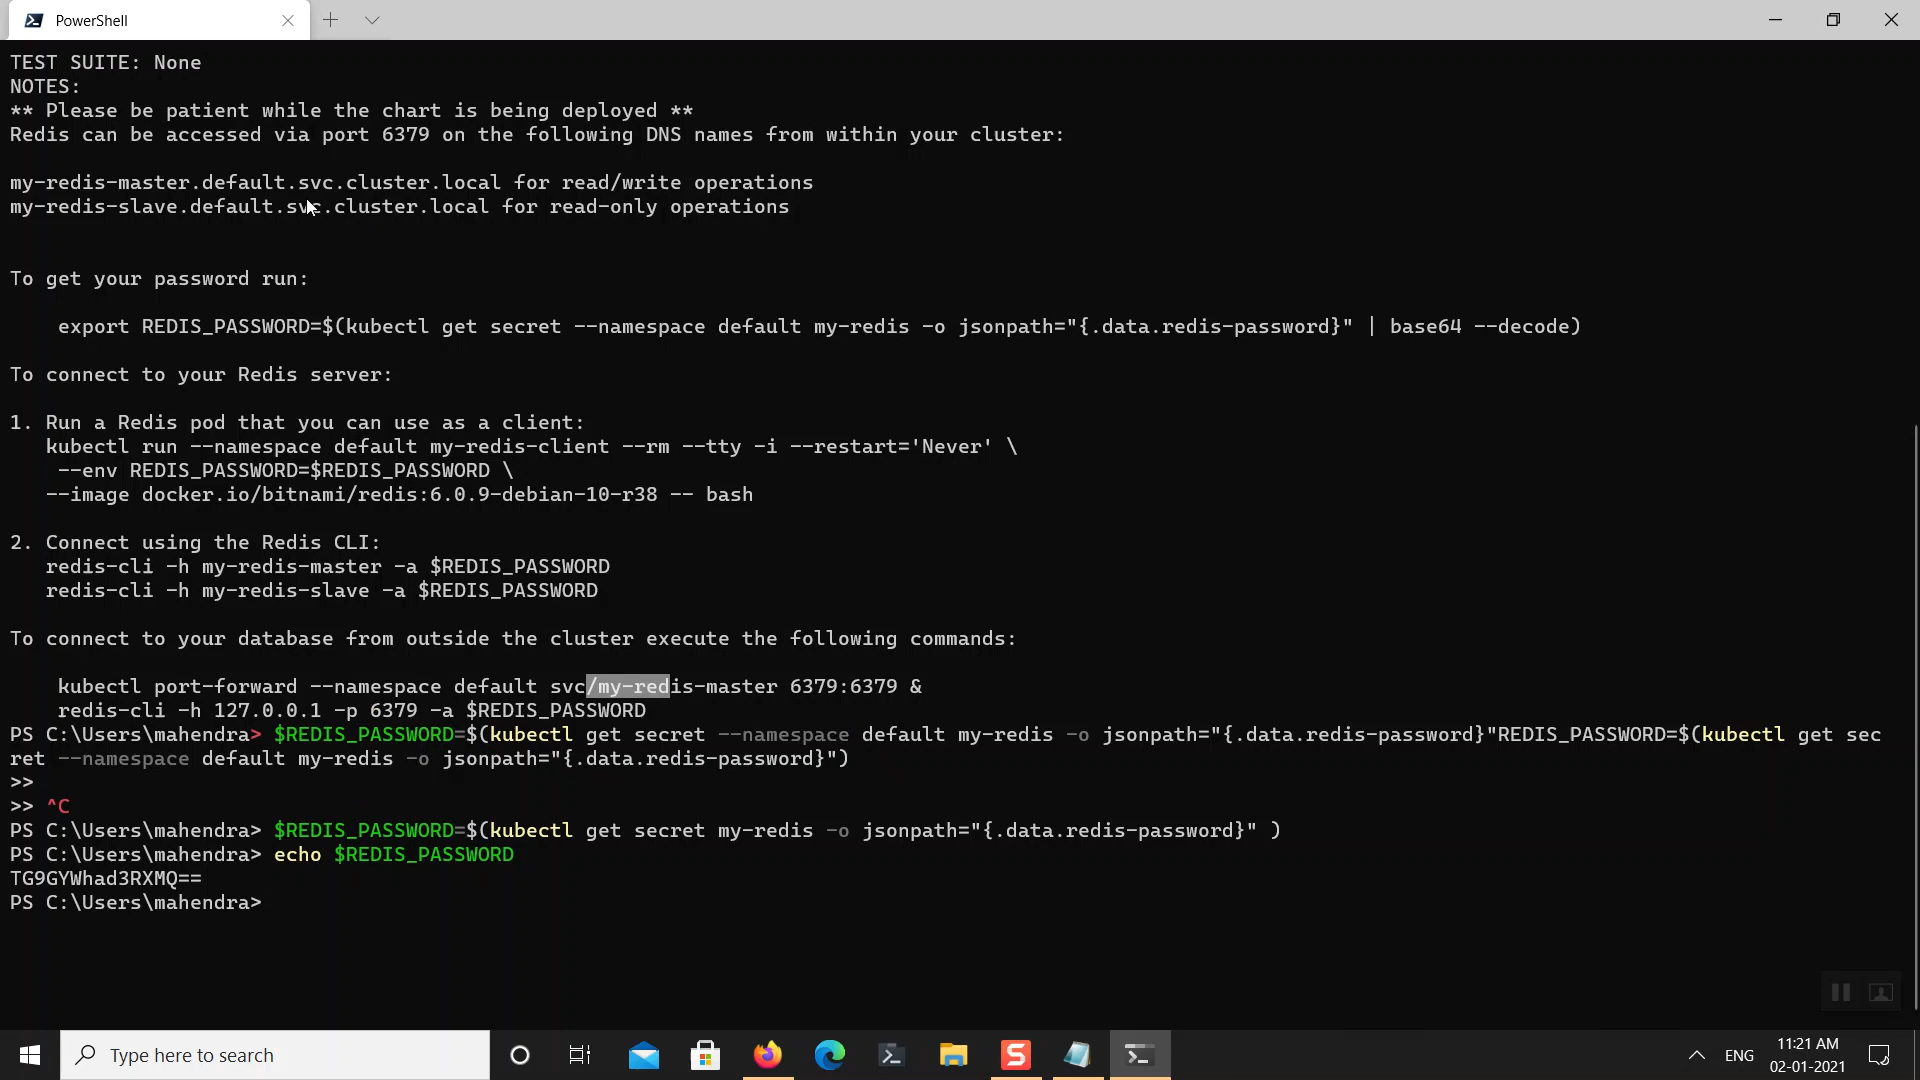 PowerShell
TEST SUITE: None
NOTES:
** Please be patient while the chart is being deployed **
Redis can be accessed via port 6379 on the following DNS names from within your cluster:
my-redis-master.default.svc.cluster.local for read/write operations
my-redis-slave.default.svc.cluster.local for read-only operations
To get your password run:
export REDIS_PASSWORD=$(kubectl get secret --namespace default my-redis -o jsonpath="{.data.redis-password}" | base64 --decode)
To connect to your Redis server:
1. Run a Redis pod that you can use as a client:
kubectl run --namespace default my-redis-client --rm --tty -i --restart='Never' \
--env REDIS_PASSWORD=$REDIS_PASSWORD \
--image docker.io/bitnami/redis:6.0.9-debian-10-r38 -- bash
2. Connect using the Redis CLI:
redis-cli -h my-redis-master -a $REDIS_PASSWORD
redis-cli -h my-redis-slave -a $REDIS_PASSWORD
To connect to your database from outside the cluster execute the following commands:
kubectl port-forward --namespace default svc/my-redis-master 6379:6379 &
redis-cli -h 127.0.0.1 -p 6379 -a $REDIS_PASSWORD
PS C:\Users\mahendra> $REDIS_PASSWORD=$(kubectl get secret --namespace default my-redis -o jsonpath="{.data.redis-password}"REDIS_PASSWORD=$(kubectl get sec
ret --namespace default my-redis -o jsonpath="{.data.redis-password}")
>>
>> ^C
PS C:\Users\mahendra> $REDIS_PASSWORD=$(kubectl get secret my-redis -o jsonpath="{.data.redis-password}" )
PS C:\Users\mahendra> echo $REDIS_PASSWORD
TG9GYWhad3RXMQ==
PS C:\Users\mahendra>
Type here to search
S
ENG
11:21 AM
02-01-2021